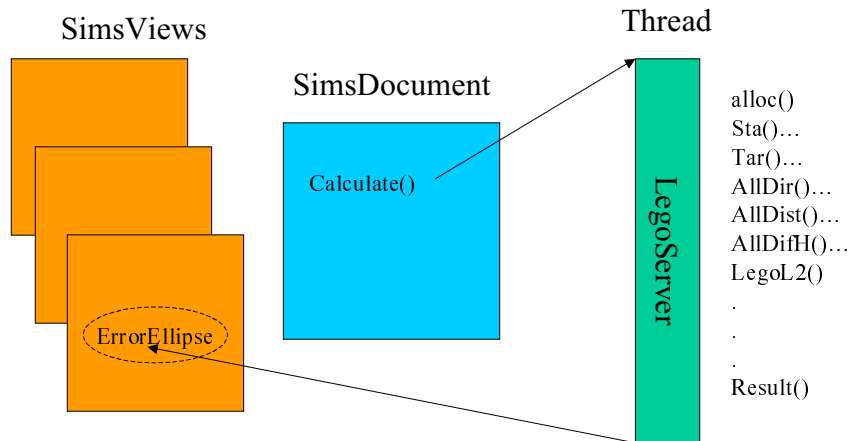 SimsViews
SimsDocument
Thread
Calculate()
ErrorEllipse
LegoServer
alloc()
Sta()…
Tar()…
AllDir()…
AllDist()…
AllDifH()…
LegoL2()
.
.
.
Result()